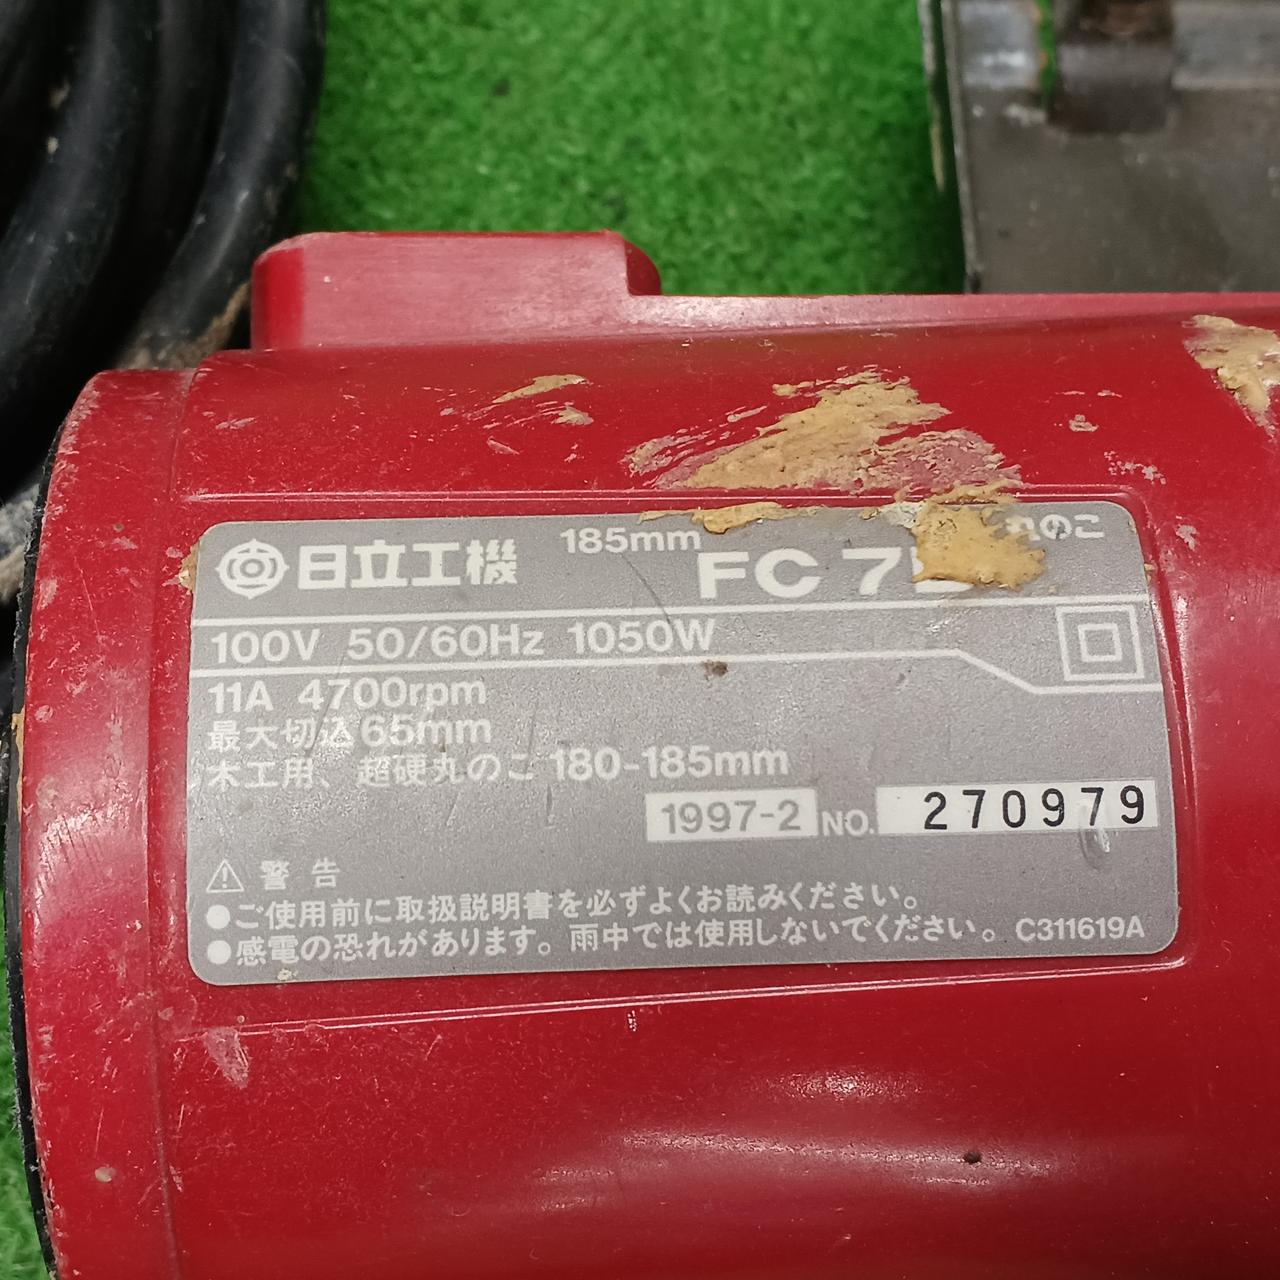 日立工機 185mm FC 7 のこ
100V 50/60Hz 1050W
11A 4700rpm
最大切込65mm
木工用、超硬丸のこ 180-185mm
1997-2 NO. 270979
⚠ 警告
●ご使用前に取扱説明書を必ずよくお読みください。
●感電の恐れがあります。雨中では使用しないでください。 C311619A